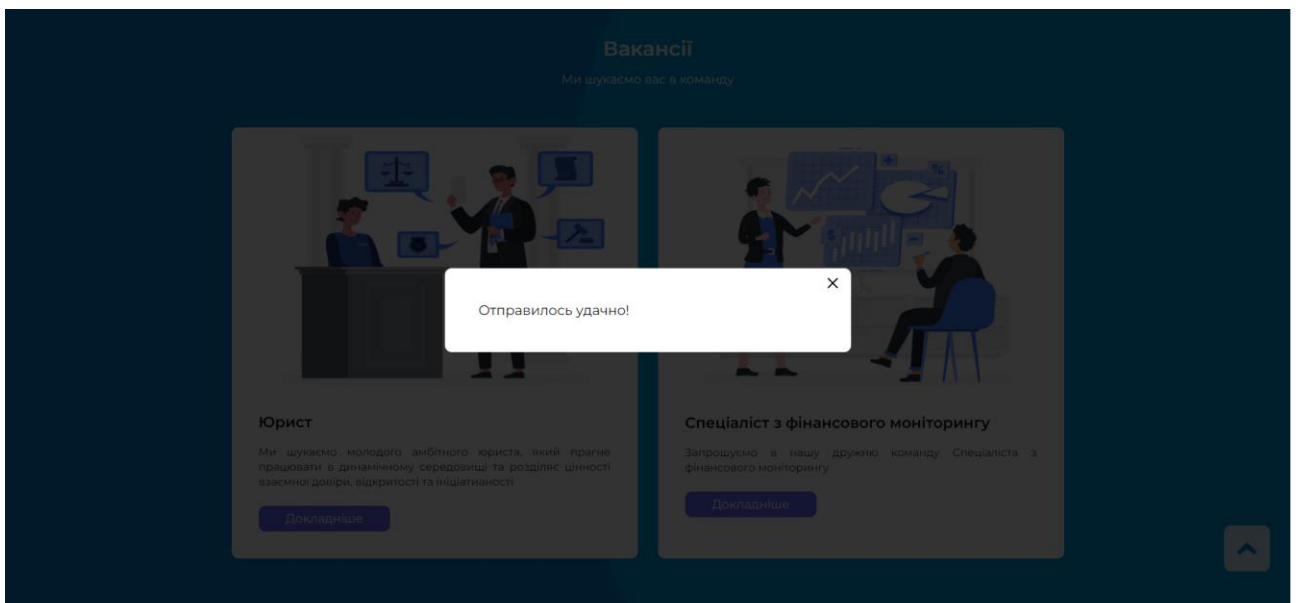 Вакансії
Ми шукаємо вас в команду
Отправилось удачно!
Юрист
Ми шукаємо молодого амбітного юриста, який прагне
працювати в динамічному середовищі та розділяє цінності
взаємної довіри, відкритості та ініціативності
Докладніше
Спеціаліст з фінансового моніторингу
Запрошуємо в нашу дружню команду Спеціаліста з
фінансового моніторингу
Докладніше